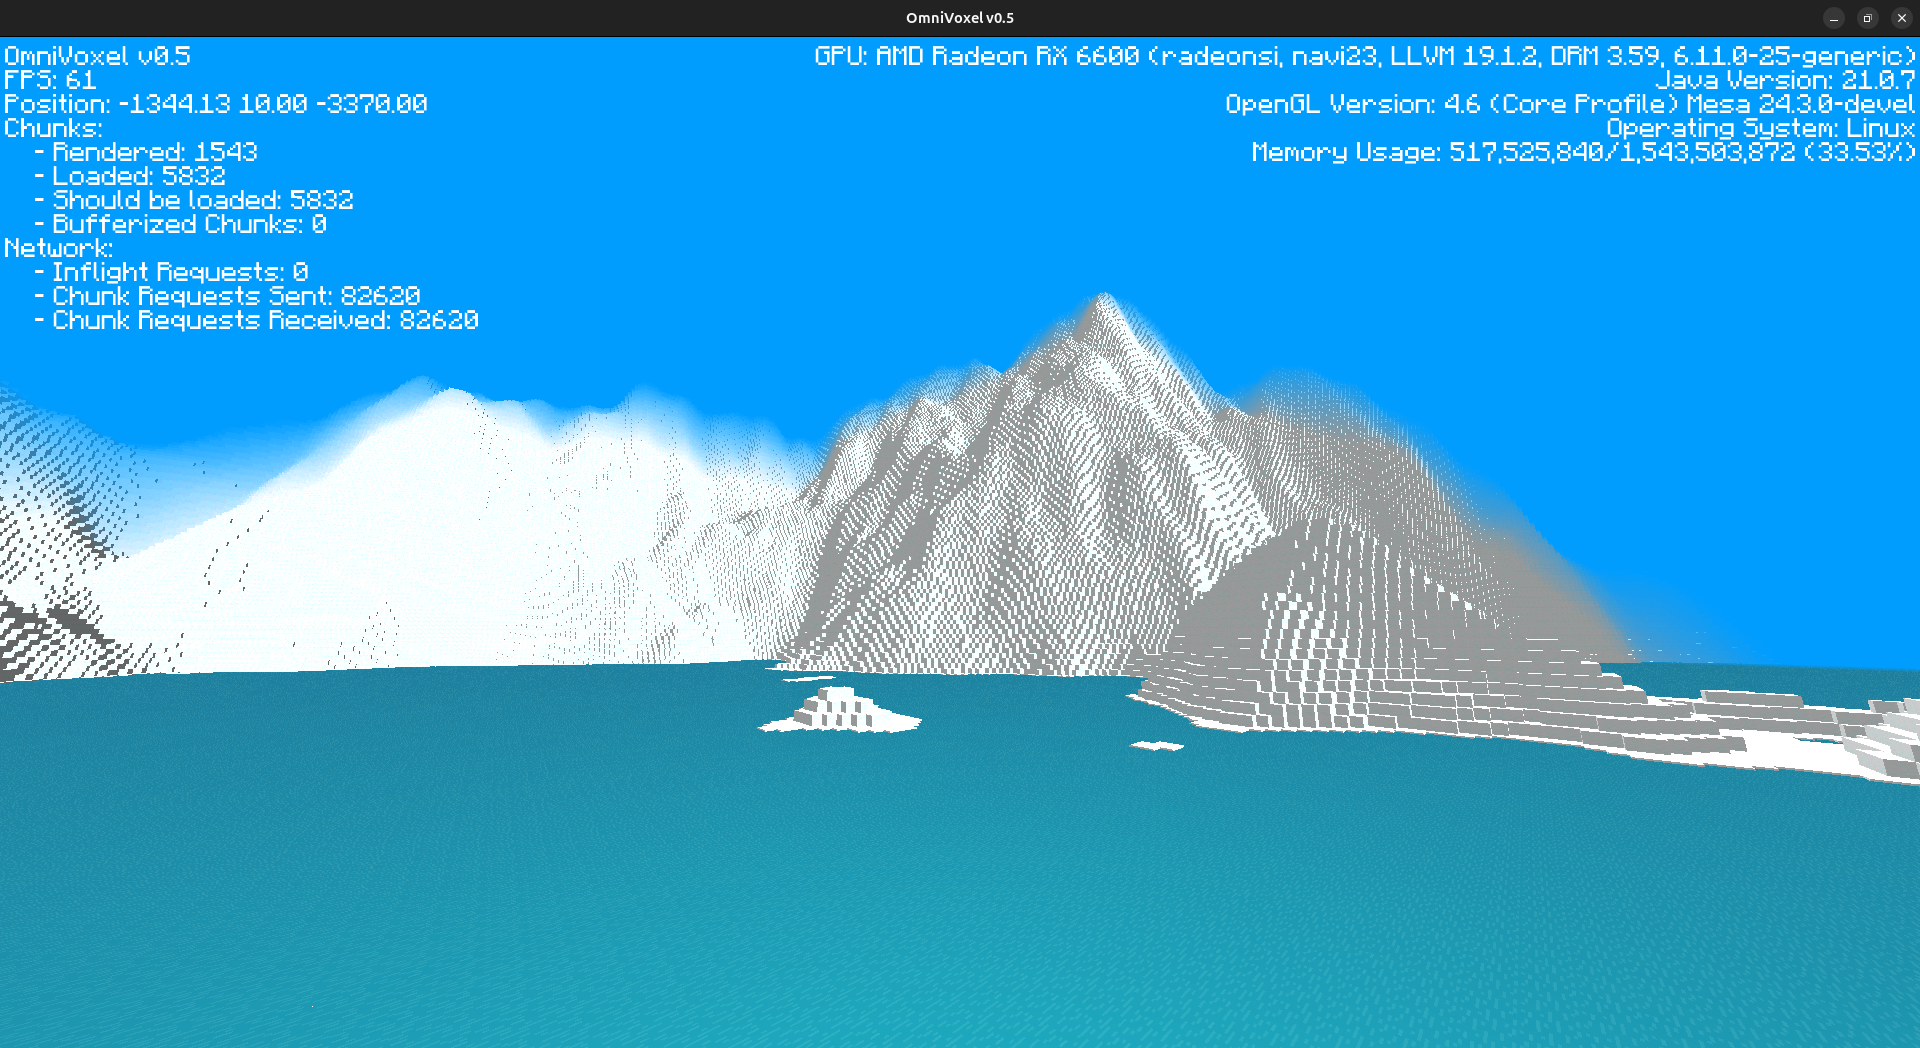 OmniVoxel v0.5
OmniVoxel v0.5
FPS: 61
Position: -1344.13 10.00 -3370.00
Chunks:
- Rendered: 1543
- Loaded: 5832
- Should be loaded: 5832
- Bufferized Chunks: 0
Network:
- Inflight Requests: 0
- Chunk Requests Sent: 82620
- Chunk Requests Received: 82620
GPU: AMD Radeon RX 6600 (radeonsi, navi23, LLVM 19.1.2, DRM 3.59, 6.11.0-25-generic)
Java Version: 21.0.7
OpenGL Version: 4.6 (Core Profile) Mesa 24.3.0-devel
Operating System: Linux
Memory Usage: 517,525,840/1,543,503,872 (33.53%)